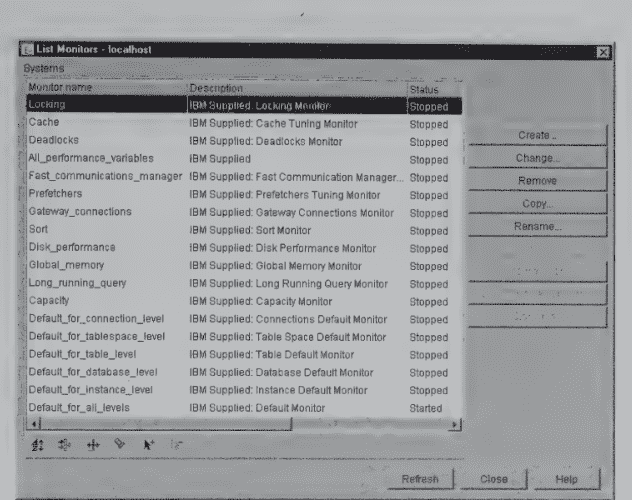 List Monitors - localhost
Systems
Monitor name Description Status
Locking IBM Supplied: Locking Monitor Stopped
Cache IBM Supplied: Cache Tuning Monitor Stopped
Deadlocks IBM Supplied: Deadlocks Monitor Stopped
All_performance_variables IBM Supplied Stopped
Fast_communications_manager IBM Supplied: Fast Communication Manager... Stopped
Prefetchers IBM Supplied: Prefetchers Tuning Monitor Stopped
Gateway_connections IBM Supplied: Gateway Connections Monitor Stopped
Sort IBM Supplied: Sort Monitor Stopped
Disk_performance IBM Supplied: Disk Performance Monitor Stopped
Global_memory IBM Supplied: Global Memory Monitor Stopped
Long_running_query IBM Supplied: Long Running Query Monitor Stopped
Capacity IBM Supplied: Capacity Monitor Stopped
Default_for_connection_level IBM Supplied: Connections Default Monitor Stopped
Default_for_tablespace_level IBM Supplied: Table Space Default Monitor Stopped
Default_for_table_level IBM Supplied: Table Default Monitor Stopped
Default_for_database_level IBM Supplied: Database Default Monitor Stopped
Default_for_instance_level IBM Supplied: Instance Default Monitor Stopped
Default_for_all_levels IBM Supplied: Default Monitor Started
Create...
Change...
Remove
Copy...
Rename...
Refresh Close Help